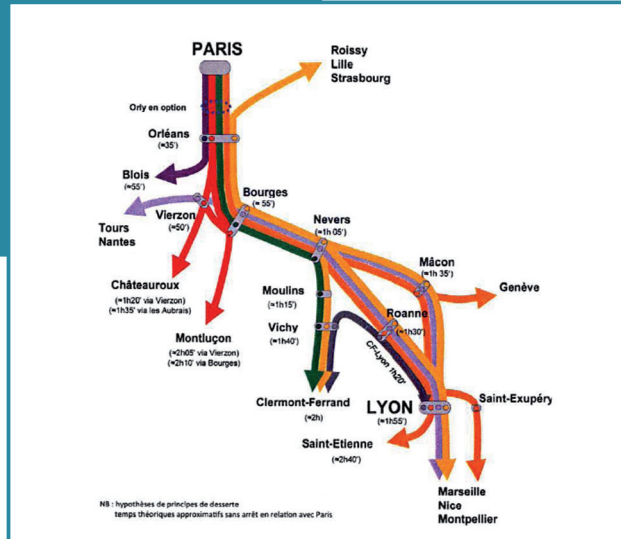 PARIS
Roissy
Lille
Strasbourg
Orly en option
Orléans
(≈35')
Blois
(≈55')
Bourges
(≈ 55')
Vierzon
(≈50')
Tours
Nantes
Nevers
(≈1h 05')
Mâcon
(≈1h 35')
Genève
Châteauroux
(≈1h20' via Vierzon)
(≈1h35' via les Aubrais)
Moulins
(≈1h15')
Vichy
(≈1h40')
Roanne
(≈1h30')
Montluçon
(≈2h05' via Vierzon)
(≈2h10' via Bourges)
CF-Lyon 1h20'
Clermont-Ferrand
(≈2h)
LYON
(≈1h55')
Saint-Exupéry
Saint-Etienne
(≈2h40')
Marseille
Nice
Montpellier
NB : hypothèses de principes de desserte
temps théoriques approximatifs sans arrêt en relation avec Paris